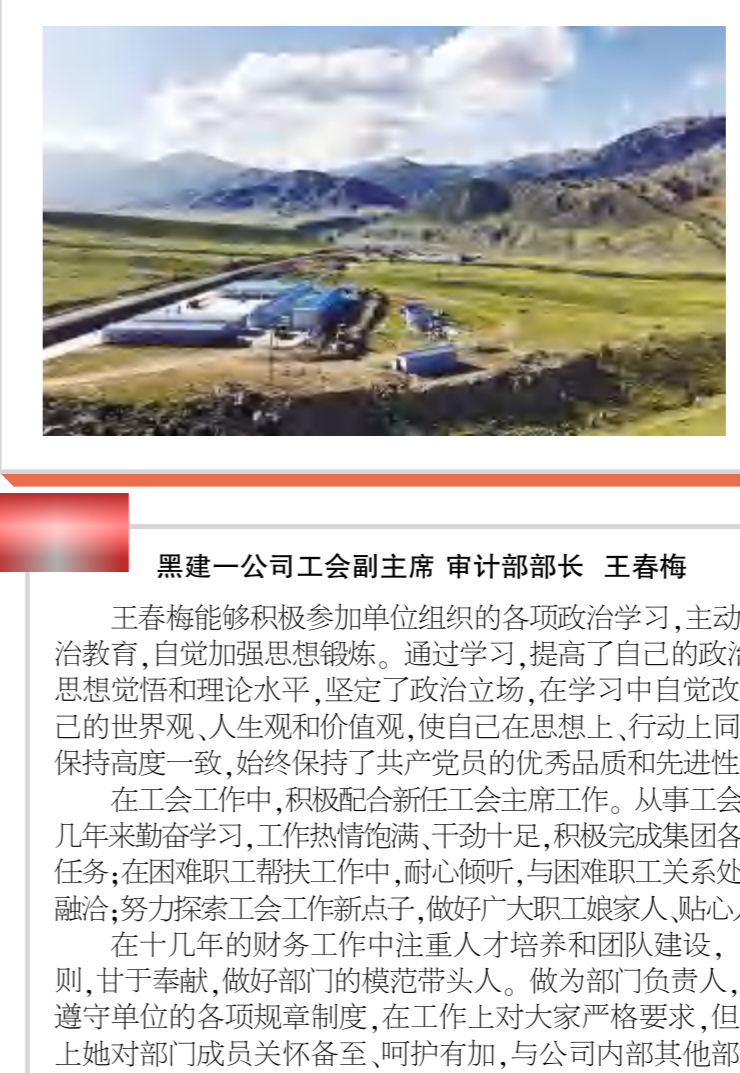 黑建一公司工会副主席 审计部部长 王春梅
王春梅能够积极参加单位组织的各项政治学习,主动
治教育,自觉加强思想锻炼。通过学习,提高了自己的政治
思想觉悟和理论水平,坚定了政治立场,在学习中自觉改
己的世界观、人生观和价值观,使自己在思想上、行动上同
保持高度一致,始终保持了共产党员的优秀品质和先进性
在工会工作中,积极配合新任工会主席工作。从事工会
几年来勤奋学习,工作热情饱满、干劲十足,积极完成集团各
任务;在困难职工帮扶工作中,耐心倾听,与困难职工关系处
融洽;努力探索工会工作新点子,做好广大职工娘家人、贴心人
在十几年的财务工作中注重人才培养和团队建设,
则,甘于奉献,做好部门的模范带头人。做为部门负责人,
遵守单位的各项规章制度,在工作上对大家严格要求,但
上她对部门成员关怀备至、呵护有加,与公司内部其他部